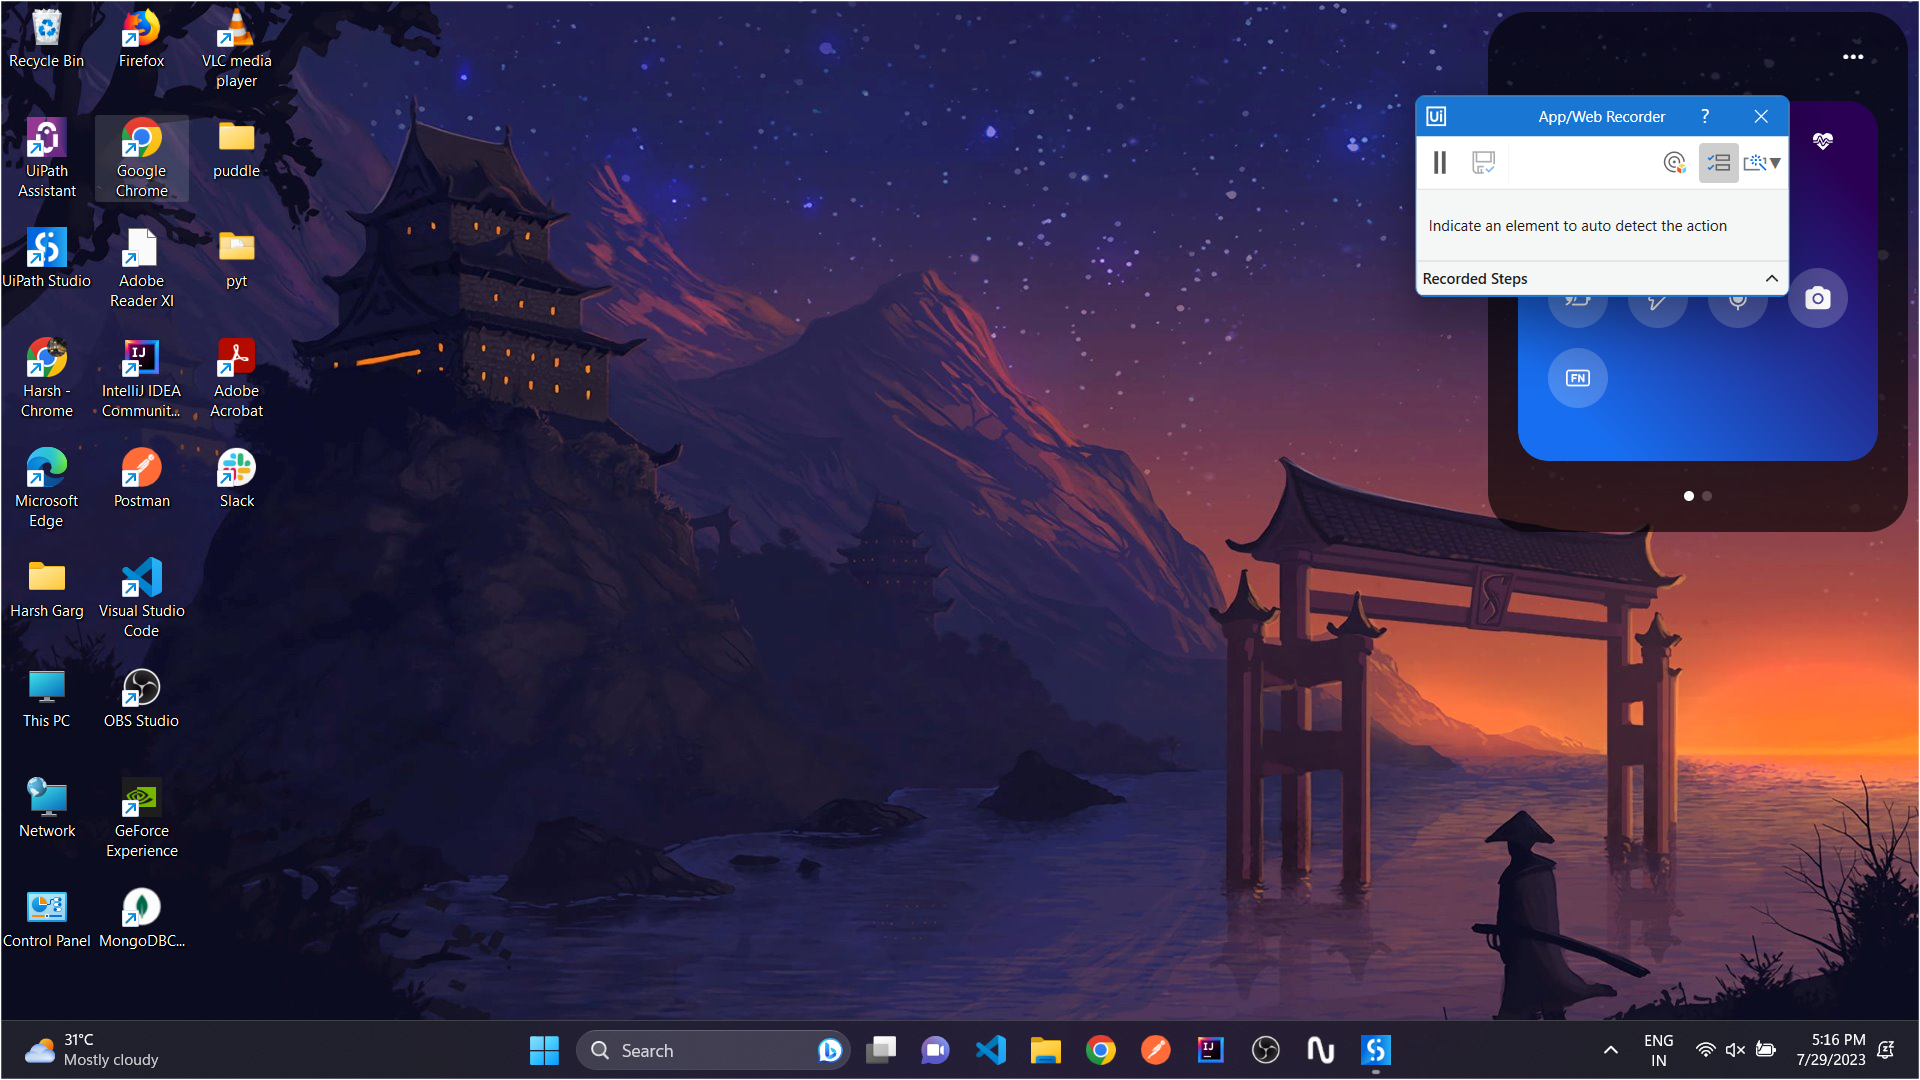 Recycle Bin
Firefox
VLC media
player
UiPath
Assistant
Google
Chrome
puddle
UiPath Studio
Adobe
Reader XI
pyt
Harsh -
Chrome
IntelliJ IDEA
Communit...
Adobe
Acrobat
Microsoft
Edge
Postman
Slack
Harsh Garg
Visual Studio
Code
This PC
OBS Studio
Network
GeForce
Experience
Control Panel
MongoDBC...
Ui
App/Web Recorder
?
Indicate an element to auto detect the action
Recorded Steps
FN
31°C
Mostly cloudy
Search
ENG
IN
5:16 PM
7/29/2023